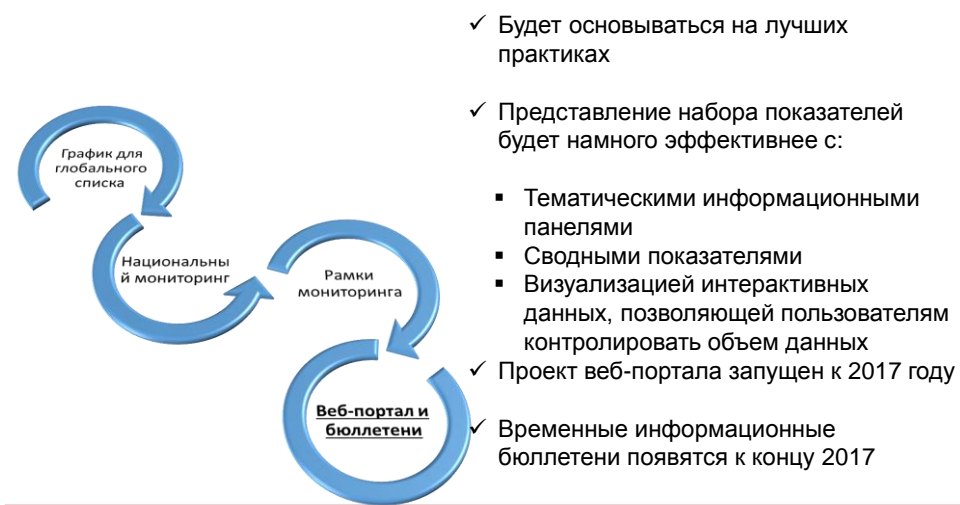 График для
глобального
списка
Национальны
й мониторинг
Рамки
мониторинга
Веб-портал и
бюллетени
✓ Будет основываться на лучших
практиках
✓ Представление набора показателей
будет намного эффективнее с:
▪ Тематическими информационными
панелями
▪ Сводными показателями
▪ Визуализацией интерактивных
данных, позволяющей пользователям
контролировать объем данных
✓ Проект веб-портала запущен к 2017 году
✓ Временные информационные
бюллетени появятся к концу 2017